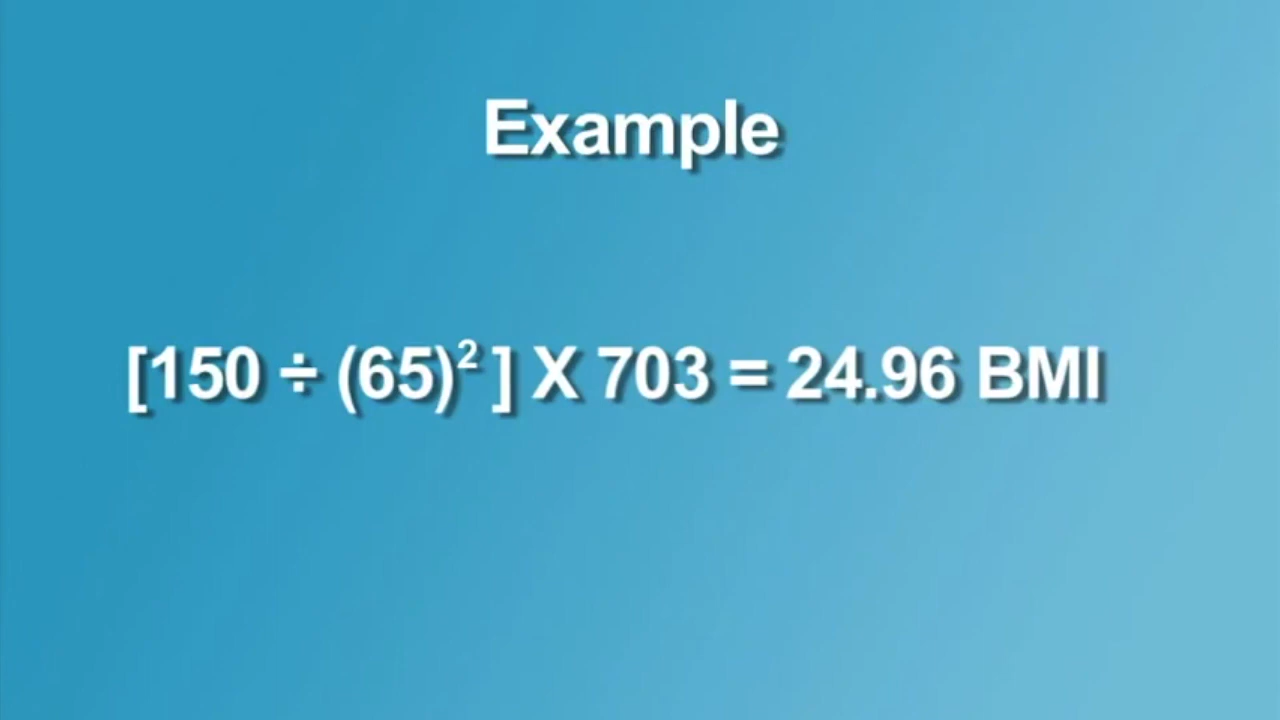 Example
[150 ÷ (65)² ] X 703 = 24.96 BMI